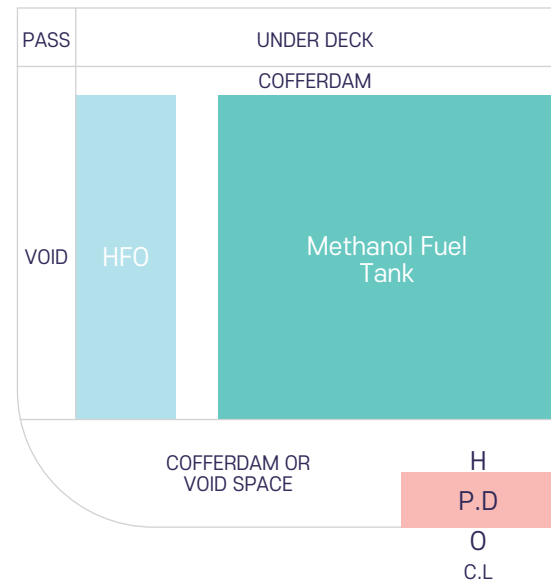 PASS
UNDER DECK
COFFERDAM
VOID
HFO
Methanol Fuel
Tank
COFFERDAM OR
VOID SPACE
H
P.D
O
C.L